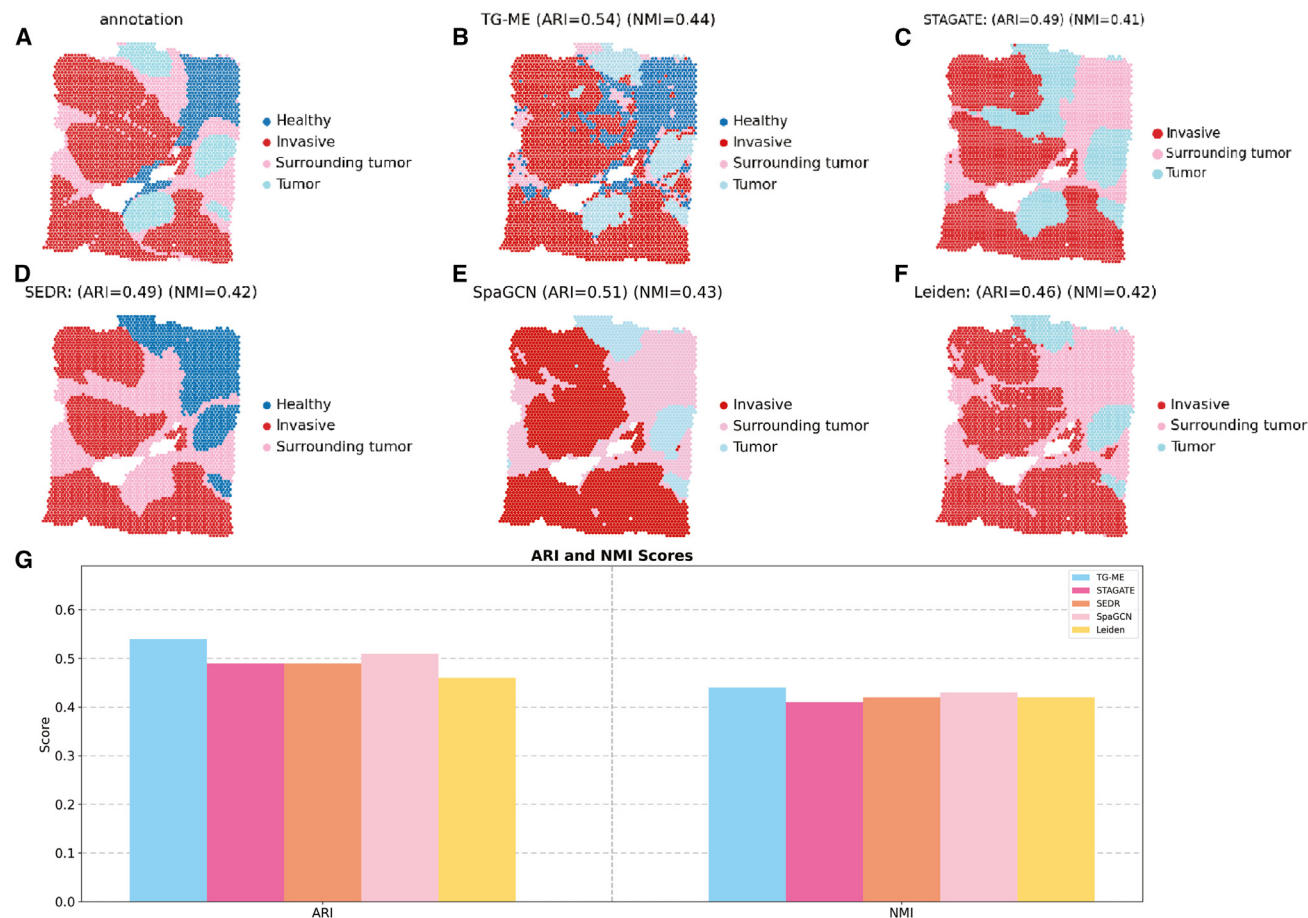 annotation
A
Healthy
Invasive
Surrounding tumor
Tumor
TG-ME (ARI=0.54) (NMI=0.44)
B
Healthy
Invasive
Surrounding tumor
Tumor
STAGATE: (ARI=0.49) (NMI=0.41)
C
Invasive
Surrounding tumor
Tumor
D
SEDR: (ARI=0.49) (NMI=0.42)
Healthy
Invasive
Surrounding tumor
E
SpaGCN (ARI=0.51) (NMI=0.43)
Invasive
Surrounding tumor
Tumor
F
Leiden: (ARI=0.46) (NMI=0.42)
Invasive
Surrounding tumor
Tumor
G
ARI and NMI Scores
TG-ME
STAGATE
SEDR
SpaGCN
Leiden
Score
0.6
0.5
0.4
0.3
0.2
0.1
0.0
ARI
NMI